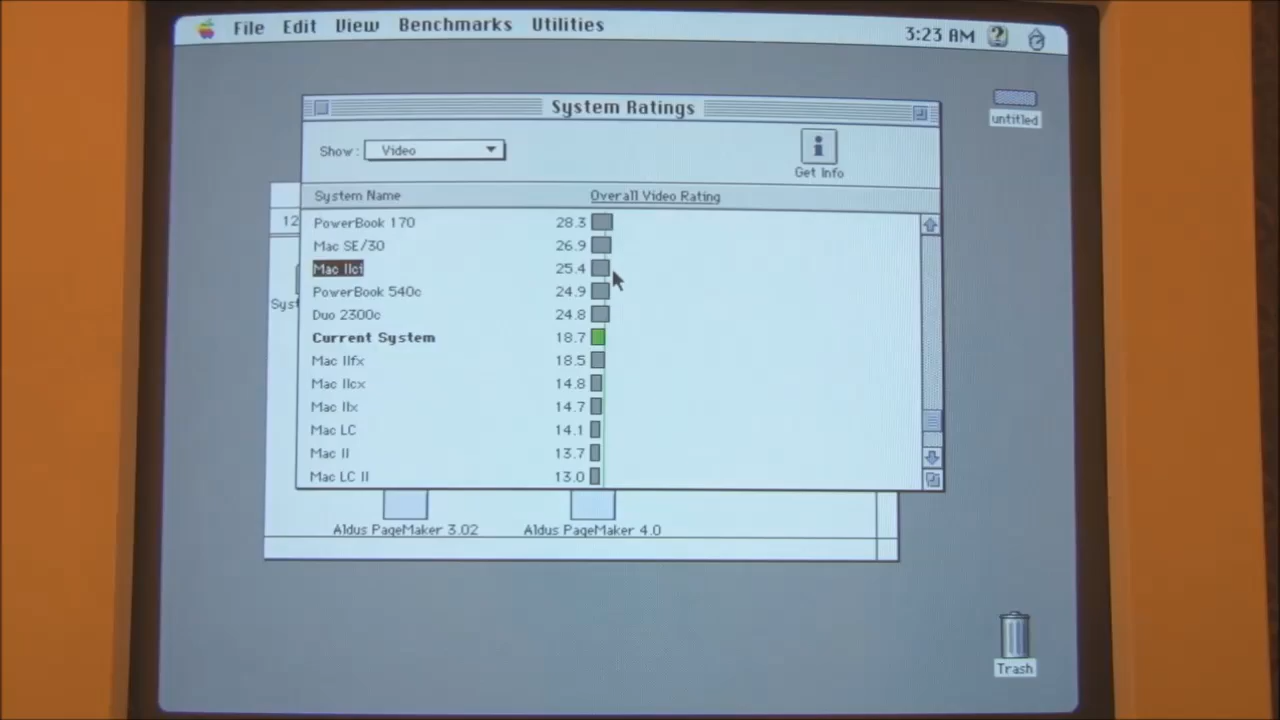 File Edit View Benchmarks Utilities 3:23 AM
System Ratings
untitled
Show: Video
Get Info
System Name Overall Video Rating
12
PowerBook 170 28.3
Mac SE/30 26.9
Mac IIci 25.4
PowerBook 540c 24.9
Syst
Duo 2300c 24.8
Current System 18.7
Mac IIfx 18.5
Mac IIcx 14.8
Mac IIx 14.7
Mac LC 14.1
Mac II 13.7
Mac LC II 13.0
Aldus PageMaker 3.02 Aldus PageMaker 4.0
Trash